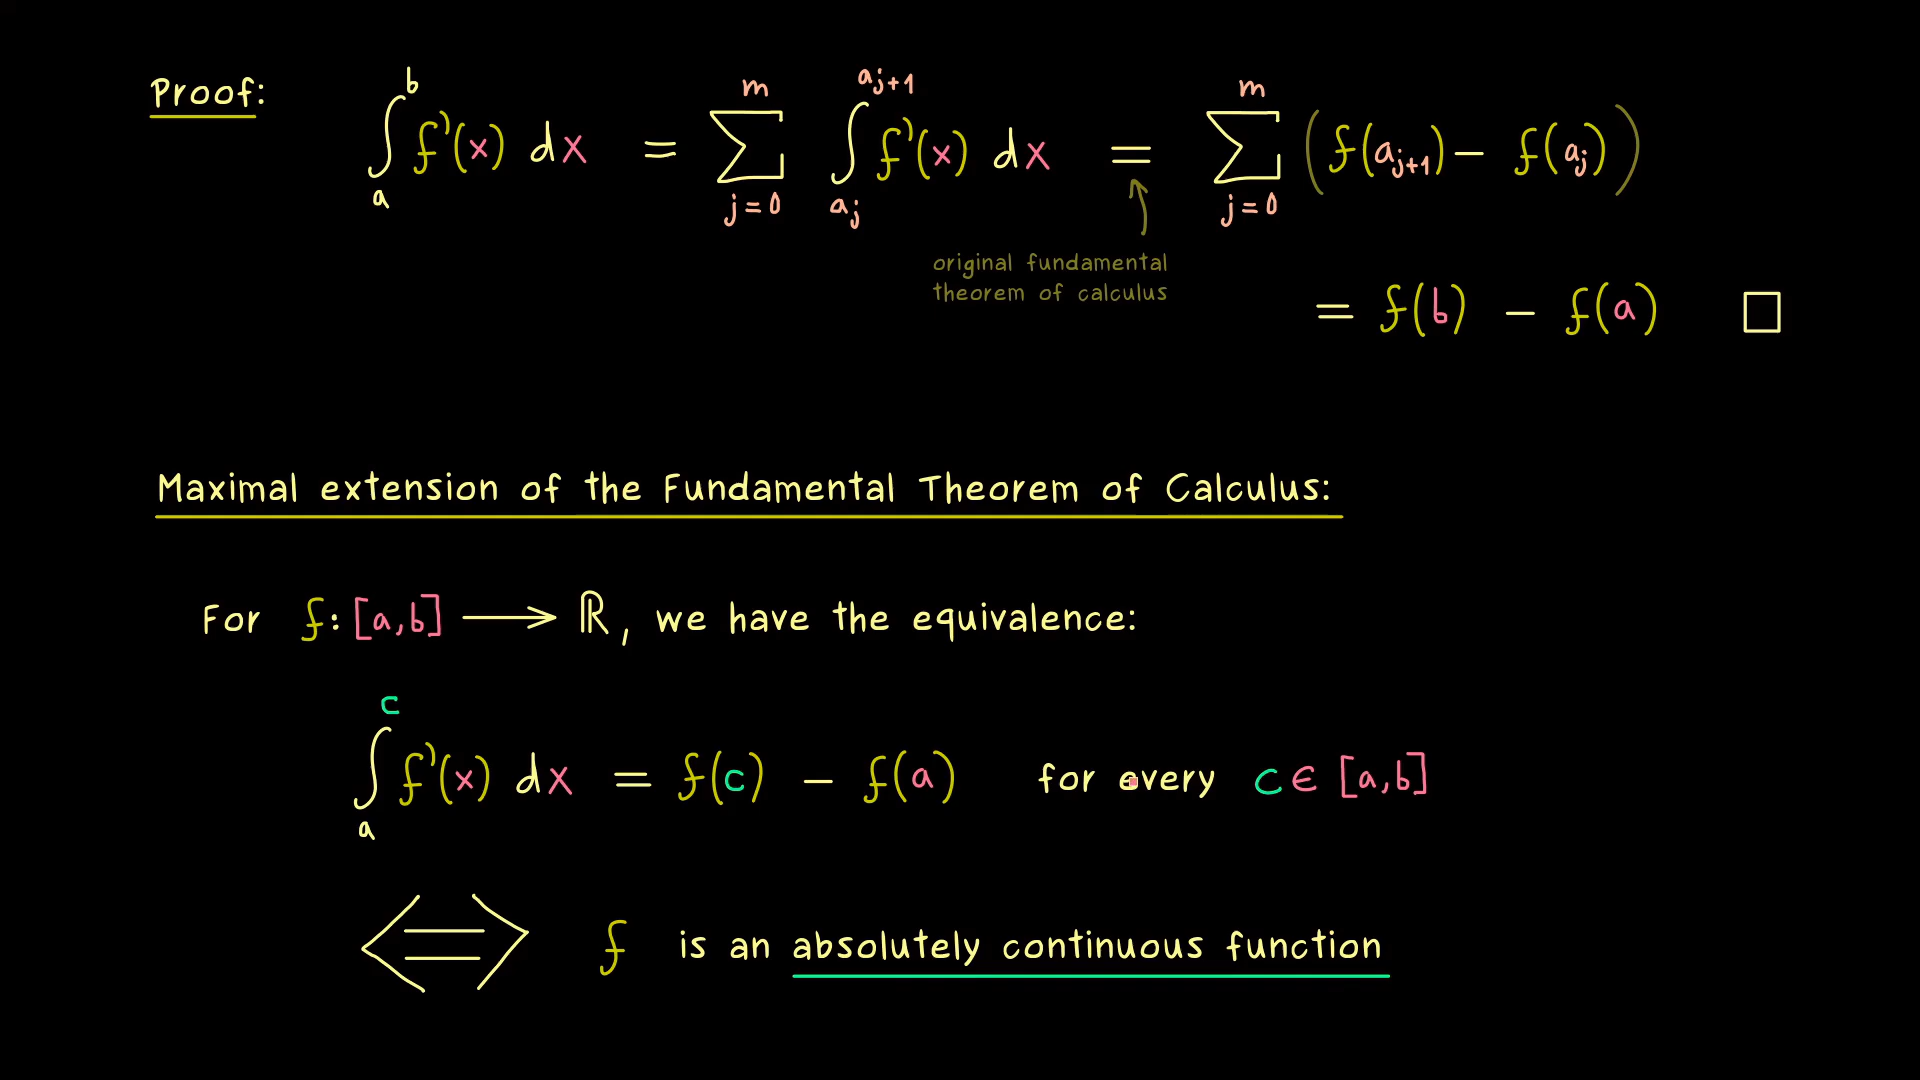 Proof: ∫_a^b f'(x) dx = ∑_{j=0}^m ∫_{a_j}^{a_{j+1}} f'(x) dx = ∑_{j=0}^m (f(a_{j+1}) − f(a_j))
original fundamental
theorem of calculus
= f(b) − f(a) □
Maximal extension of the Fundamental Theorem of Calculus:
For f: [a,b] ⟶ ℝ, we have the equivalence:
∫_a^c f'(x) dx = f(c) − f(a) for every c ∈ [a,b]
⟺ f is an absolutely continuous function